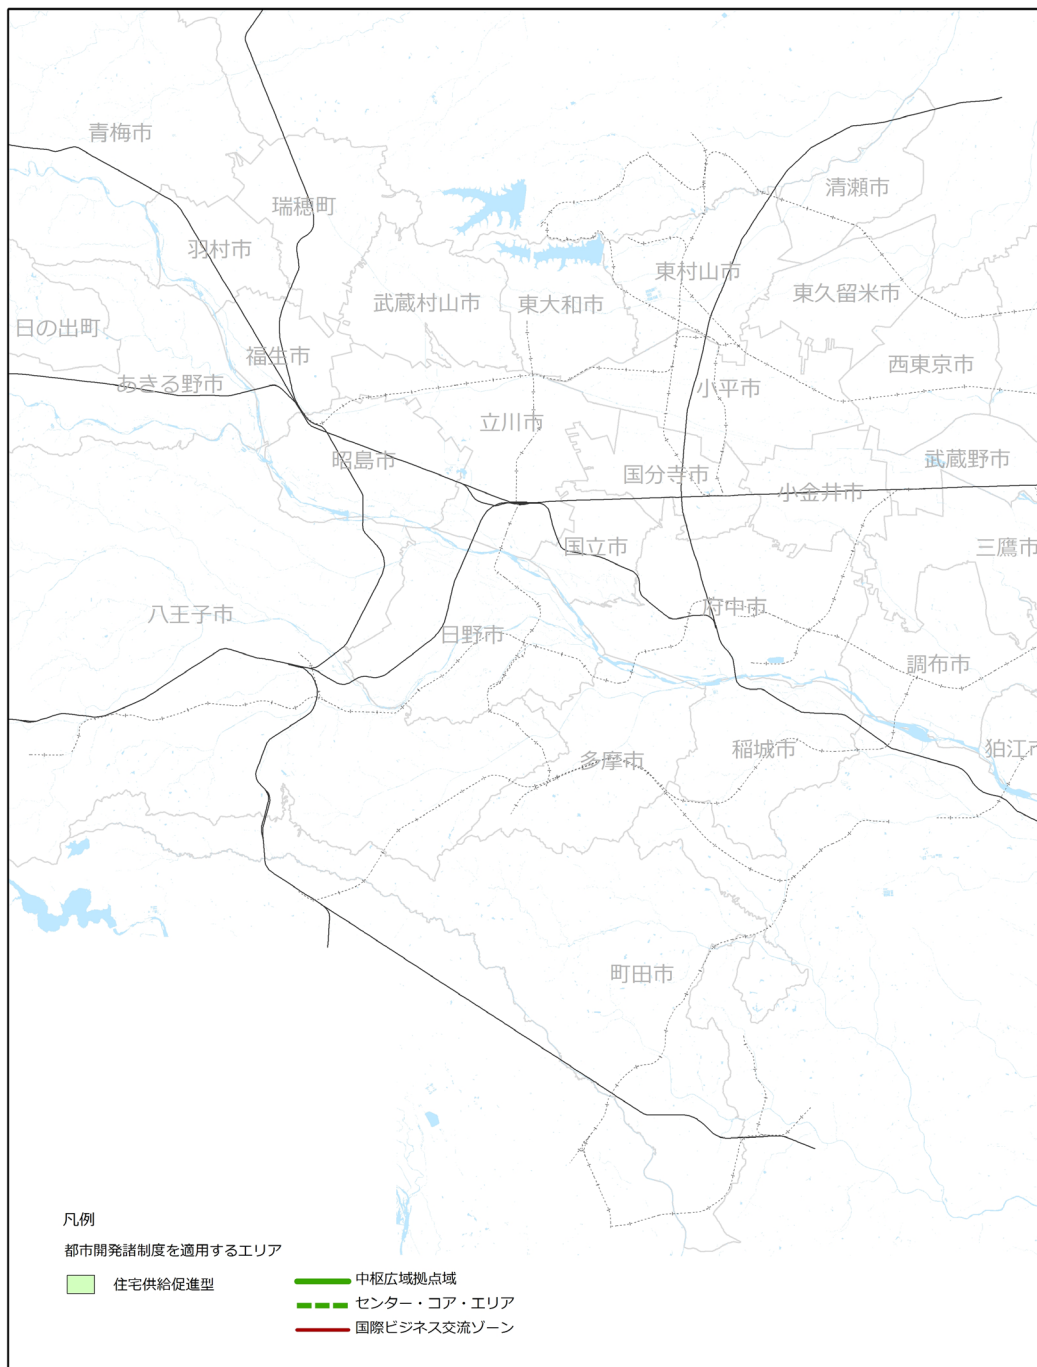 青梅市
清瀬市
瑞穂町
羽村市
東村山市
東久留米市
武蔵村山市
東大和市
日の出町
福生市
西東京市
あきる野市
小平市
立川市
昭島市
武蔵野市
国分寺市
小金井市
国立市
三鷹市
府中市
八王子市
日野市
調布市
稲城市
狛江市
多摩市
町田市
凡例
都市開発諸制度を適用するエリア
住宅供給促進型
中枢広域拠点域
センター・コア・エリア
国際ビジネス交流ゾーン